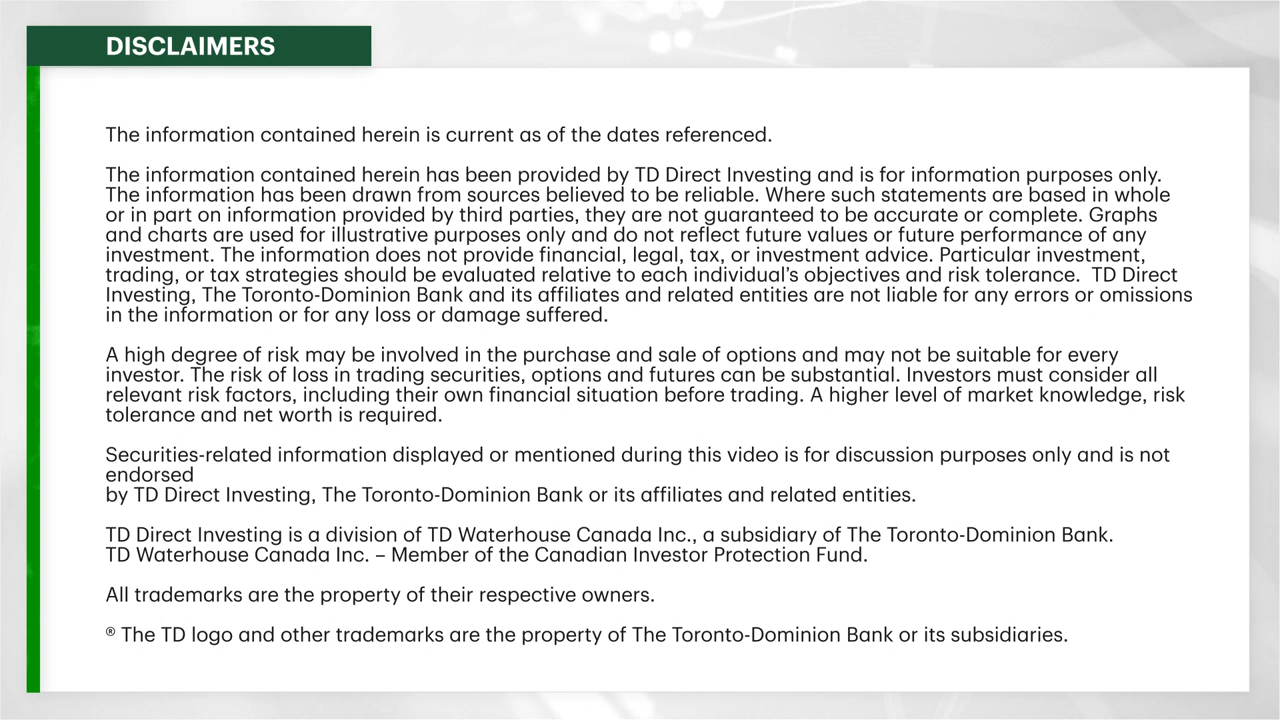 DISCLAIMERS
The information contained herein is current as of the dates referenced.
The information contained herein has been provided by TD Direct Investing and is for information purposes only.
The information has been drawn from sources believed to be reliable. Where such statements are based in whole
or in part on information provided by third parties, they are not guaranteed to be accurate or complete. Graphs
and charts are used for illustrative purposes only and do not reflect future values or future performance of any
investment. The information does not provide financial, legal, tax, or investment advice. Particular investment,
trading, or tax strategies should be evaluated relative to each individual's objectives and risk tolerance.  TD Direct
Investing, The Toronto-Dominion Bank and its affiliates and related entities are not liable for any errors or omissions
in the information or for any loss or damage suffered.
A high degree of risk may be involved in the purchase and sale of options and may not be suitable for every
investor. The risk of loss in trading securities, options and futures can be substantial. Investors must consider all
relevant risk factors, including their own financial situation before trading. A higher level of market knowledge, risk
tolerance and net worth is required.
Securities-related information displayed or mentioned during this video is for discussion purposes only and is not
endorsed
by TD Direct Investing, The Toronto-Dominion Bank or its affiliates and related entities.
TD Direct Investing is a division of TD Waterhouse Canada Inc., a subsidiary of The Toronto-Dominion Bank.
TD Waterhouse Canada Inc. – Member of the Canadian Investor Protection Fund.
All trademarks are the property of their respective owners.
® The TD logo and other trademarks are the property of The Toronto-Dominion Bank or its subsidiaries.